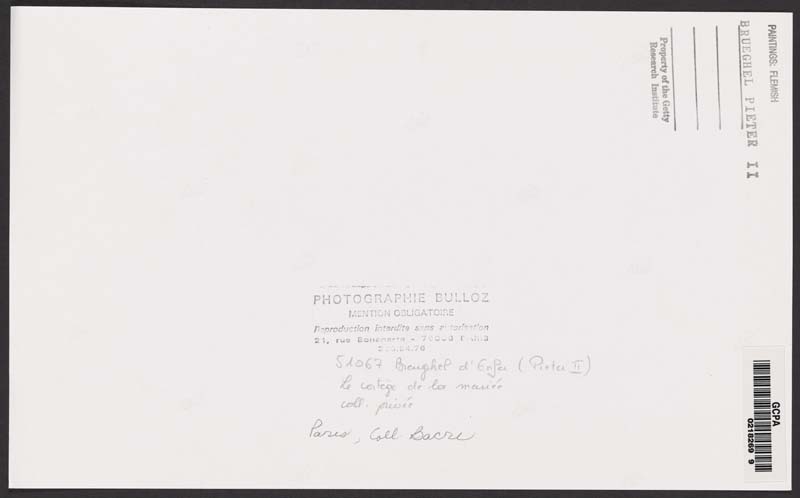 PAINTINGS: FLEMISH
BRUEGHEL PIETER II
Property of the Getty
Research Institute
PHOTOGRAPHIE BULLOZ
MENTION OBLIGATOIRE
Reproduction interdite sans autorisation
21, rue Bonaparte - 75006 PARIS
51067 Breughel d'Enfer (Pieter II)
Le cortège de la mariée
coll. privée
Paris, Coll Bacri
GCPA
0218269 9